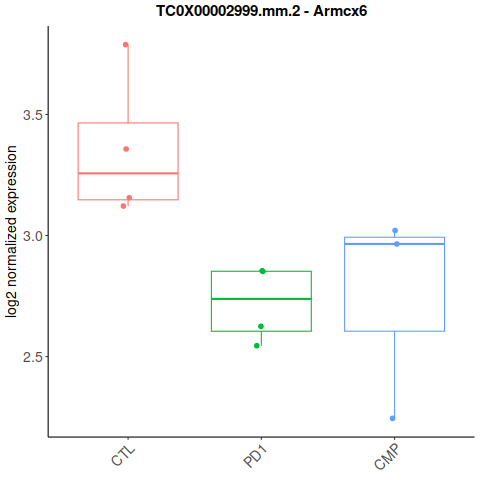 TC0X00002999.mm.2 - Armcx6
log2 normalized expression
3.5
3.0
2.5
CTL
PD1
CMP